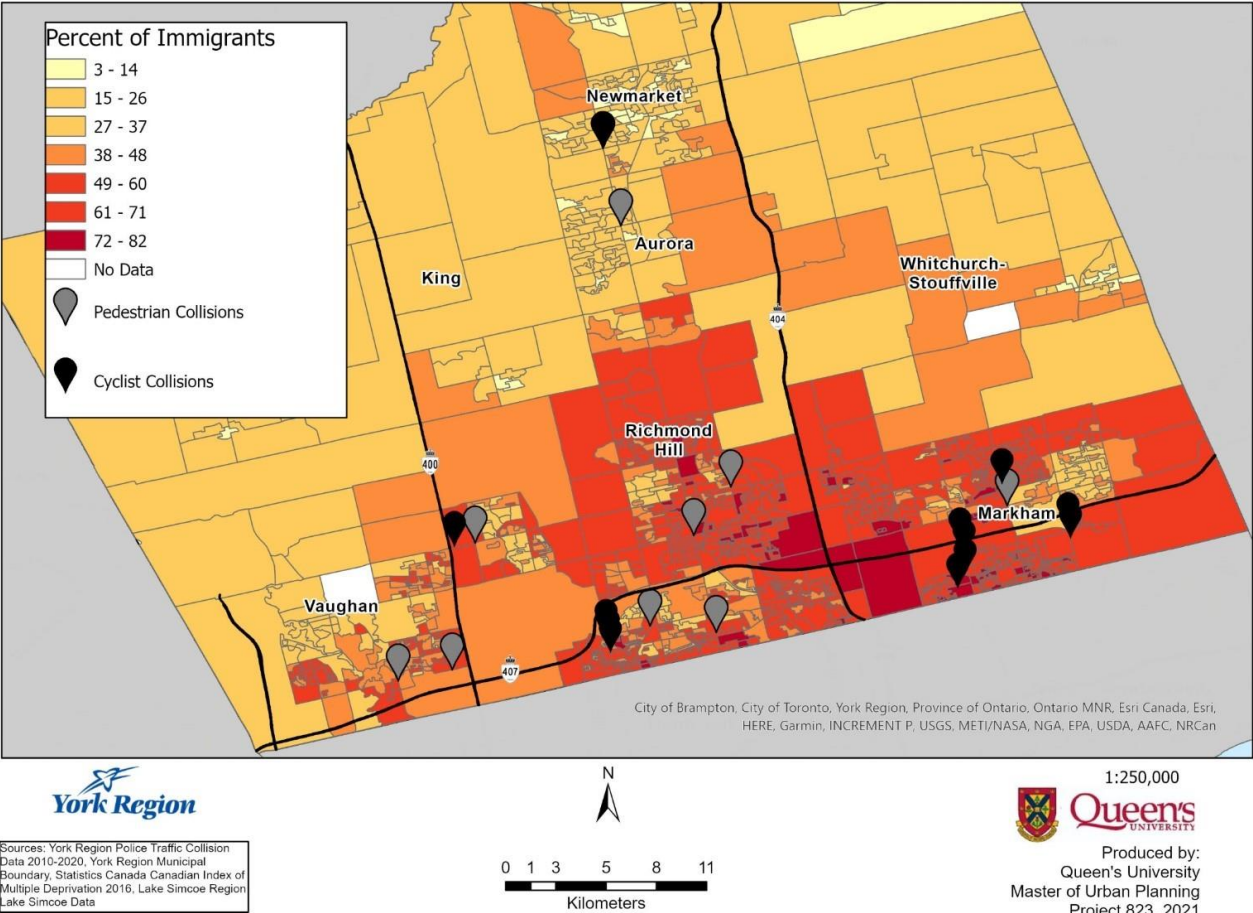 Percent of Immigrants
3 - 14
15 - 26
27 - 37
38 - 48
49 - 60
61 - 71
72 - 82
No Data
Pedestrian Collisions
Cyclist Collisions
Newmarket
Aurora
King
Whitchurch-
Stouffville
404
Richmond
Hill
400
Markham
Vaughan
407
City of Brampton, City of Toronto, York Region, Province of Ontario, Ontario MNR, Esri Canada, Esri,
HERE, Garmin, INCREMENT P, USGS, METI/NASA, NGA, EPA, USDA, AAFC, NRCan
York Region
N
1:250,000
Queen's
UNIVERSITY
Sources: York Region Police Traffic Collision
Data 2010-2020, York Region Municipal
Boundary, Statistics Canada Canadian Index of
Multiple Deprivation 2016, Lake Simcoe Region
Lake Simcoe Data
0 1 3 5 8 11
Kilometers
Produced by:
Queen's University
Master of Urban Planning
Project 823, 2021